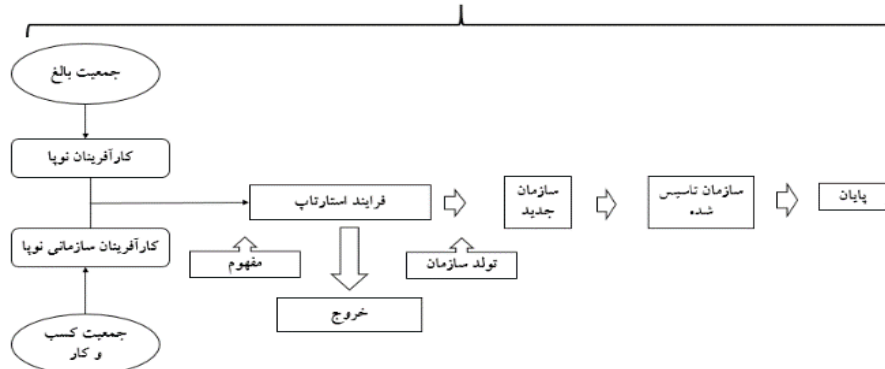 جمعیت بالغ
کارآفرینان نوپا
فرایند استارتاپ
سازمان
جدید
سازمان تاسیس
شده
پایان
کارآفرینان سازمانی نوپا
مفهوم
تولد سازمان
خروج
جمعیت کسب
و کار